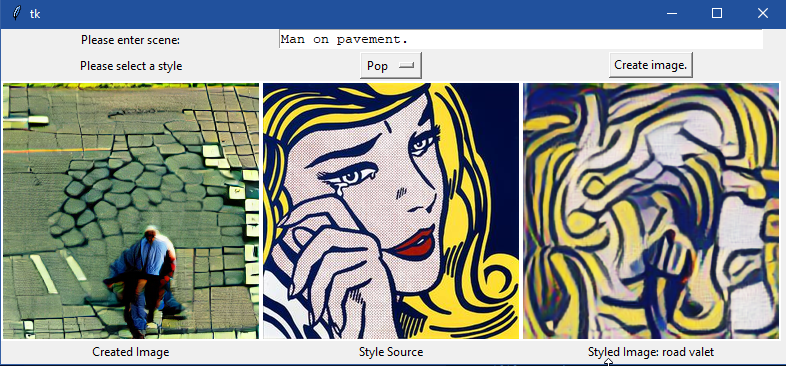 tk
Please enter scene:
Man on pavement.
Please select a style
Pop
Create image.
Created Image
Style Source
Styled Image: road valet